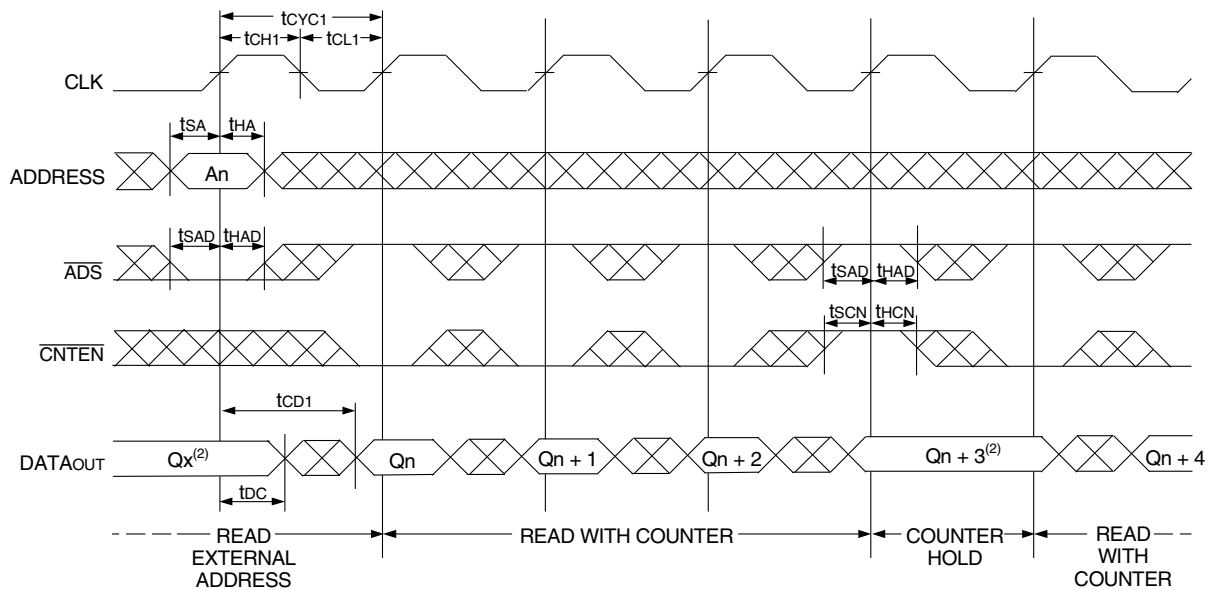 tCYC1
tCH1 tCL1
CLK
tSA tHA
ADDRESS An
tSAD tHAD
ADS
tSAD tHAD
tSCN tHCN
CNTEN
tCD1
DATAOUT Qx(2) Qn Qn + 1 Qn + 2 Qn + 3(2) Qn + 4
tDC
READ EXTERNAL ADDRESS
READ WITH COUNTER
COUNTER HOLD
READ WITH COUNTER